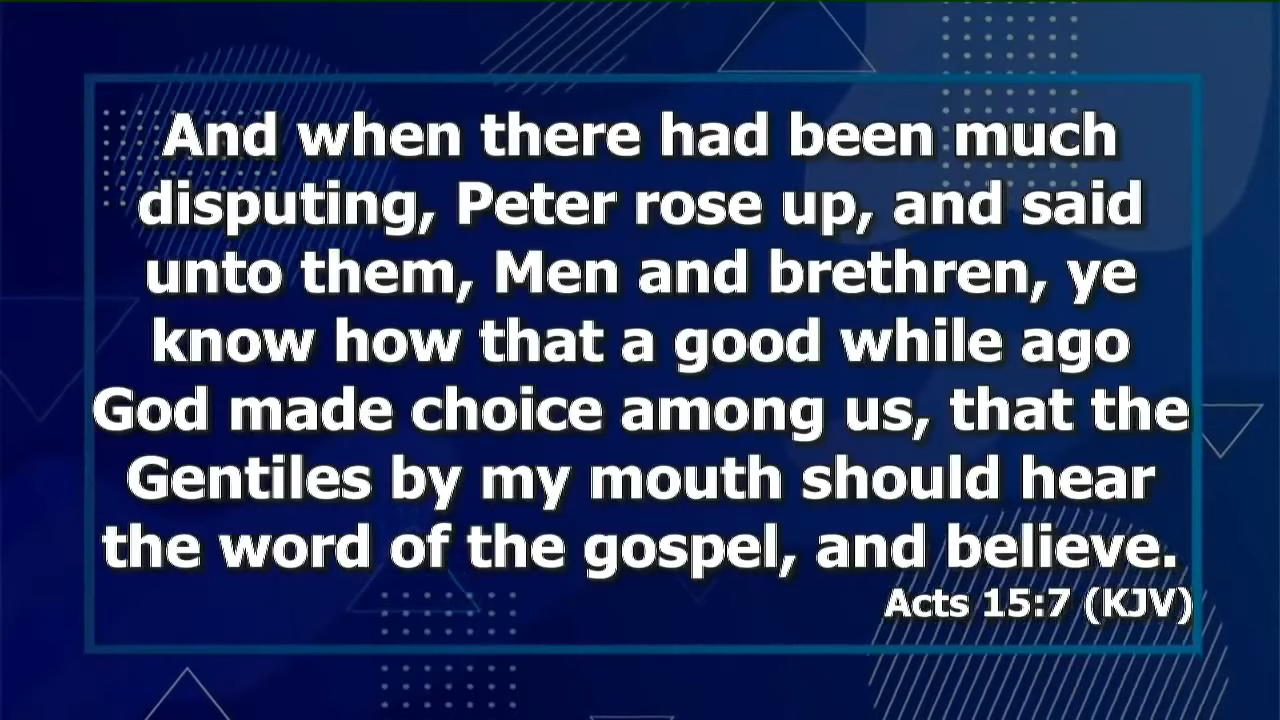 And when there had been much
disputing, Peter rose up, and said
unto them, Men and brethren, ye
know how that a good while ago
God made choice among us, that the
Gentiles by my mouth should hear
the word of the gospel, and believe.
Acts 15:7 (KJV)